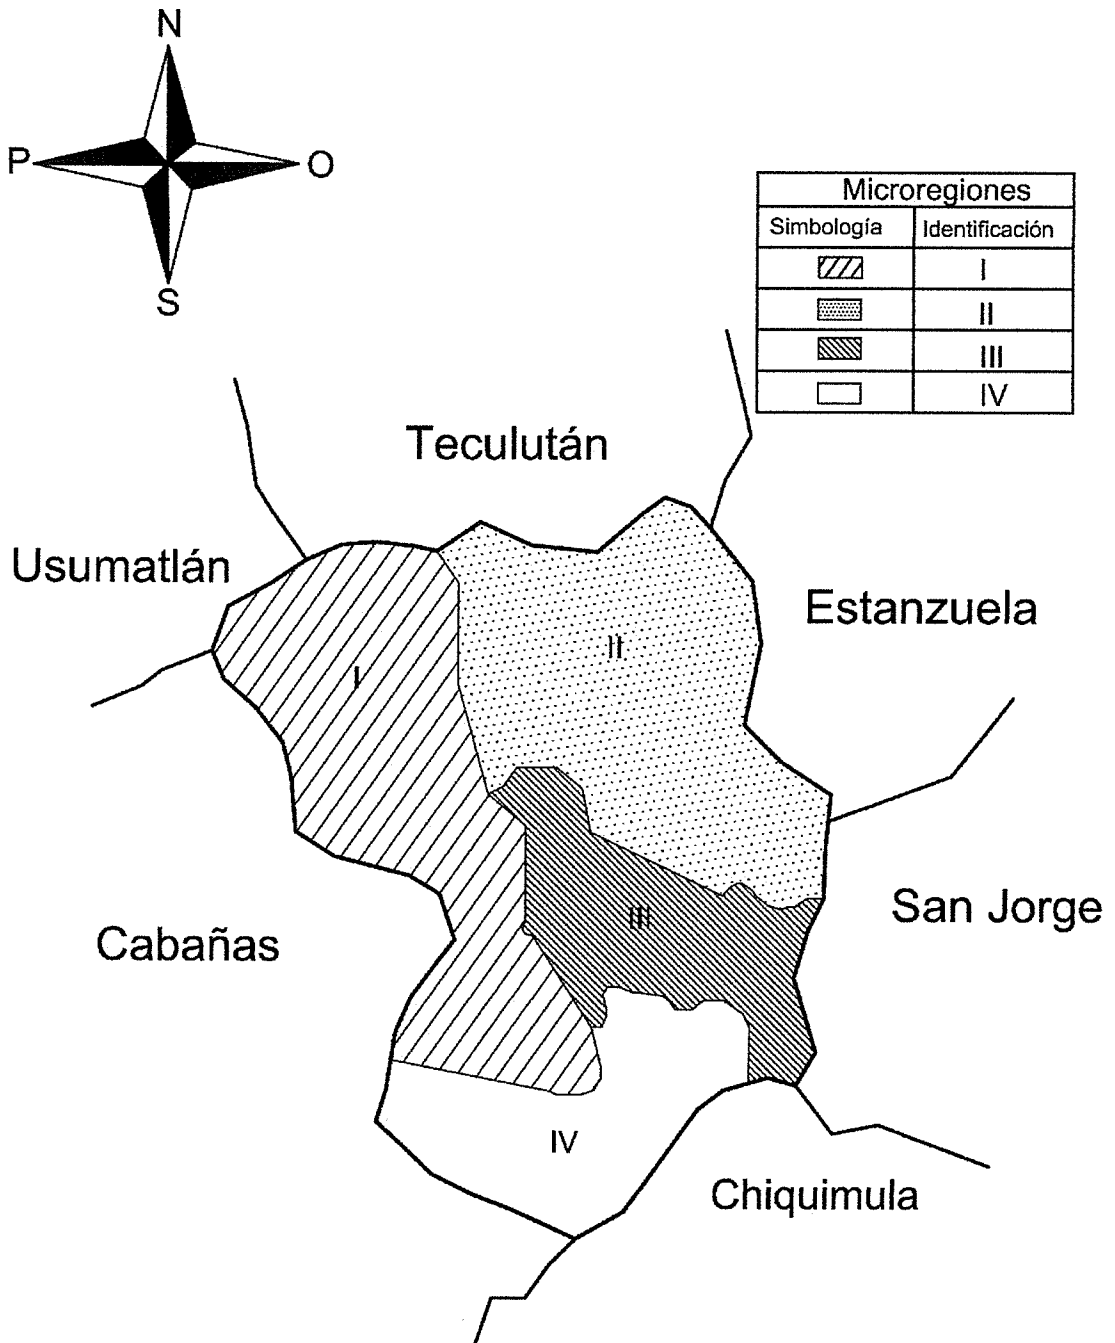 N
P
O
S
Microregiones
Simbología Identificación
I
II
III
IV
Teculután
Usumatlán
Estanzuela
II
I
San Jorge
III
Cabañas
IV
Chiquimula